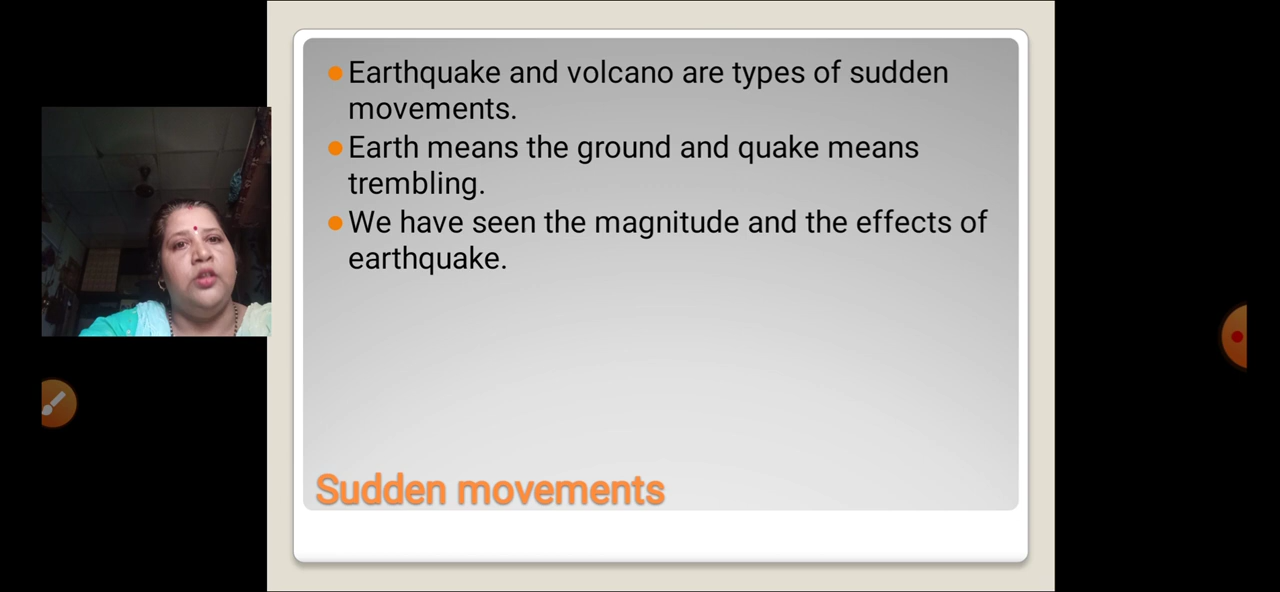 Earthquake and volcano are types of sudden
movements.
Earth means the ground and quake means
trembling.
We have seen the magnitude and the effects of
earthquake.
Sudden movements